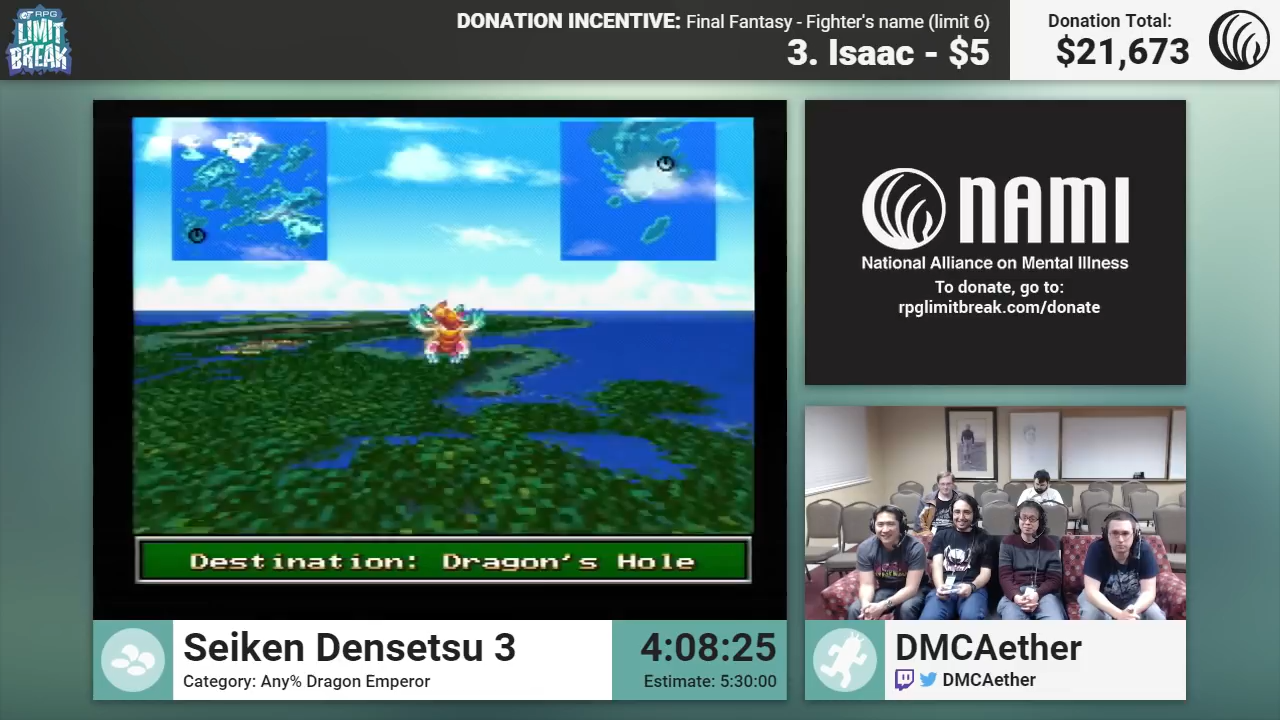 RPG
LIMIT
BREAK
DONATION INCENTIVE: Final Fantasy - Fighter's name (limit 6)
3. Isaac - $5
Donation Total:
$21,673
NAMI
National Alliance on Mental Illness
To donate, go to:
rpglimitbreak.com/donate
Destination: Dragon's Hole
Seiken Densetsu 3
Category: Any% Dragon Emperor
4:08:25
Estimate: 5:30:00
DMCAether
DMCAether